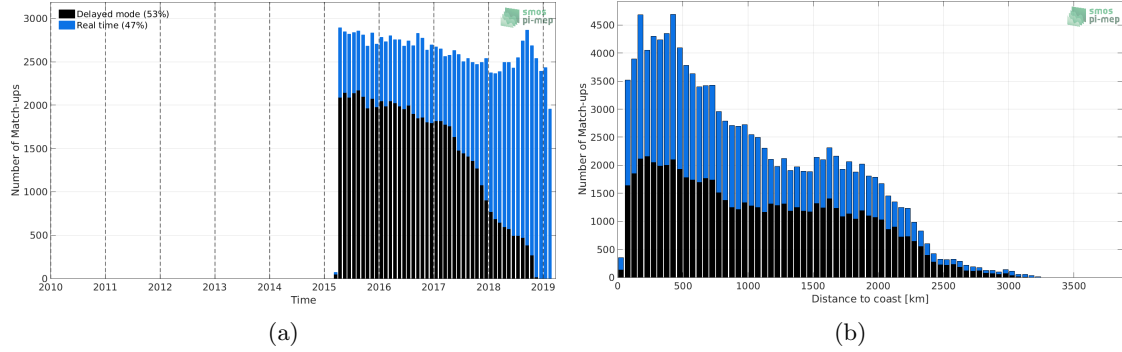 Delayed mode (53%)
Real time (47%)
smos
pi-mep
Number of Match-ups
3000
2500
2000
1500
1000
500
0
2010 2011 2012 2013 2014 2015 2016 2017 2018 2019
Time
(a)
smos
pi-mep
Number of Match-ups
4500
4000
3500
3000
2500
2000
1500
1000
500
0
0 500 1000 1500 2000 2500 3000 3500
Distance to coast [km]
(b)